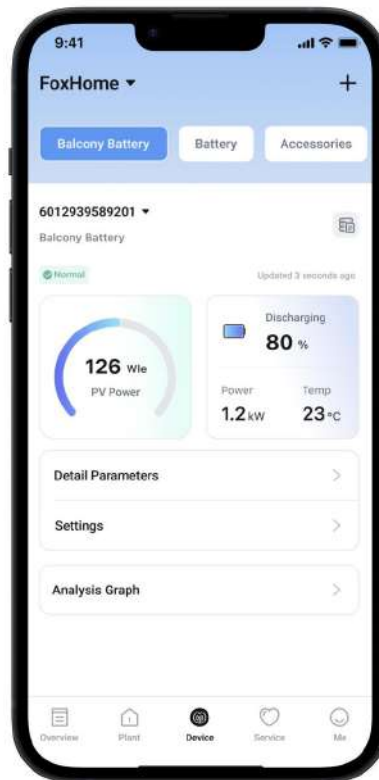 9:41
FoxHome
Balcony Battery
Battery
Accessories
6012939589201
Balcony Battery
Normal
Updated 3 seconds ago
126 Wle
PV Power
Discharging
80 %
Power
Temp
1.2 kW
23 °C
Detail Parameters
Settings
Analysis Graph
Overview
Plant
Device
Service
Me